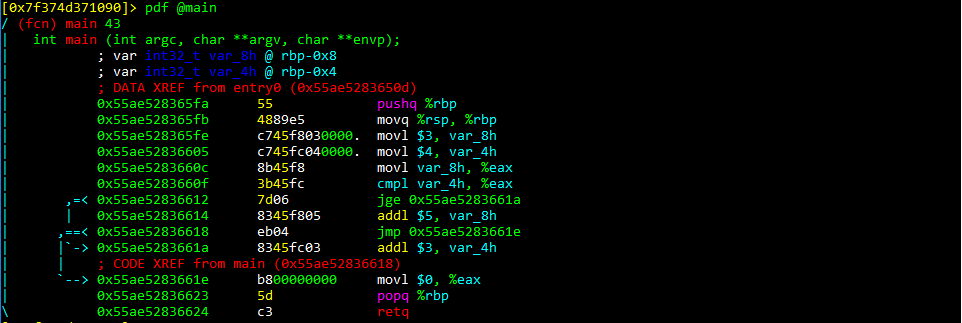 [0x7f374d371090]> pdf @main
/ (fcn) main 43
|   int main (int argc, char **argv, char **envp);
|           ; var int32_t var_8h @ rbp-0x8
|           ; var int32_t var_4h @ rbp-0x4
|           ; DATA XREF from entry0 (0x55ae5283650d)
|           0x55ae528365fa      55             pushq %rbp
|           0x55ae528365fb      4889e5         movq %rsp, %rbp
|           0x55ae528365fe      c745f8030000.  movl $3, var_8h
|           0x55ae52836605      c745fc040000.  movl $4, var_4h
|           0x55ae5283660c      8b45f8         movl var_8h, %eax
|           0x55ae5283660f      3b45fc         cmpl var_4h, %eax
|       ,=< 0x55ae52836612      7d06           jge 0x55ae5283661a
|       |   0x55ae52836614      8345f805       addl $5, var_8h
|      ,==< 0x55ae52836618      eb04           jmp 0x55ae5283661e
|      |`-> 0x55ae5283661a      8345fc03       addl $3, var_4h
|      |    ; CODE XREF from main (0x55ae52836618)
|      `--> 0x55ae5283661e      b800000000     movl $0, %eax
|           0x55ae52836623      5d             popq %rbp
\           0x55ae52836624      c3             retq